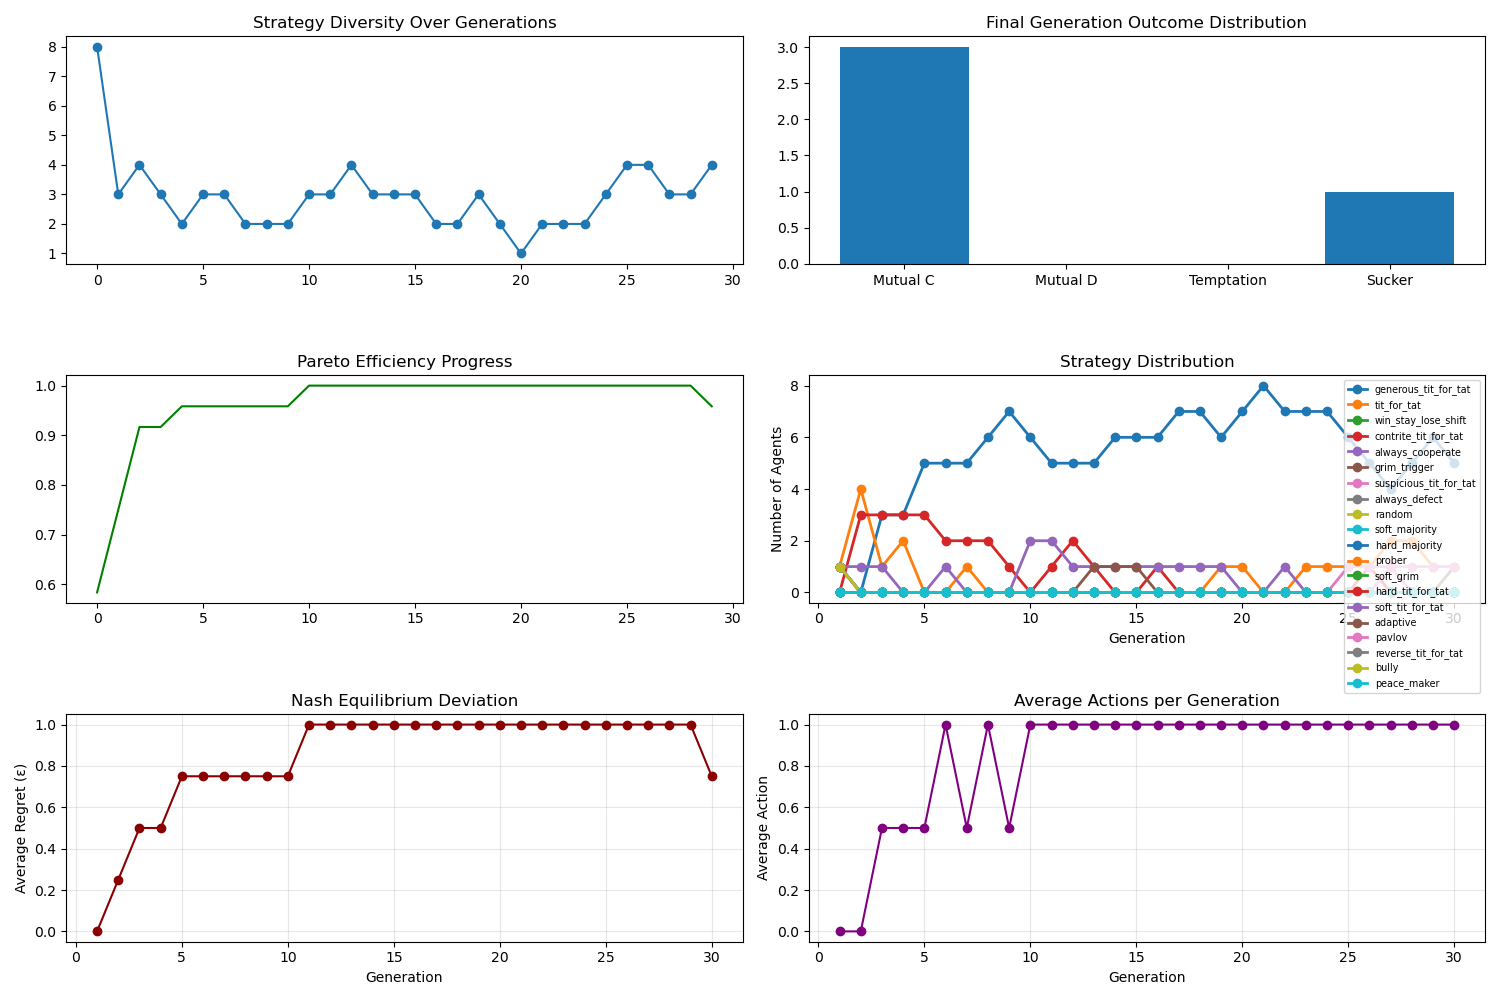 Strategy Diversity Over Generations
8
7
6
5
4
3
2
1
0 5 10 15 20 25 30
Final Generation Outcome Distribution
3.0
2.5
2.0
1.5
1.0
0.5
0.0
Mutual C Mutual D Temptation Sucker
Pareto Efficiency Progress
1.0
0.9
0.8
0.7
0.6
0 5 10 15 20 25 30
Strategy Distribution
Number of Agents
8
6
4
2
0
0 5 10 15 20 25 30
Generation
generous_tit_for_tat
tit_for_tat
win_stay_lose_shift
contrite_tit_for_tat
always_cooperate
grim_trigger
suspicious_tit_for_tat
always_defect
random
soft_majority
hard_majority
prober
soft_grim
hard_tit_for_tat
soft_tit_for_tat
adaptive
pavlov
reverse_tit_for_tat
bully
peace_maker
Nash Equilibrium Deviation
Average Regret (ε)
1.0
0.8
0.6
0.4
0.2
0.0
0 5 10 15 20 25 30
Generation
Average Actions per Generation
Average Action
1.0
0.8
0.6
0.4
0.2
0.0
0 5 10 15 20 25 30
Generation